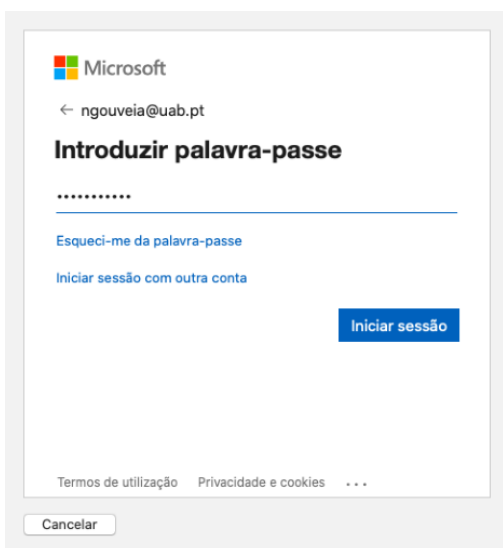 Microsoft
← ngouveia@uab.pt
Introduzir palavra-passe
•••••••••••
Esqueci-me da palavra-passe
Iniciar sessão com outra conta
Iniciar sessão
Termos de utilização Privacidade e cookies ...
Cancelar